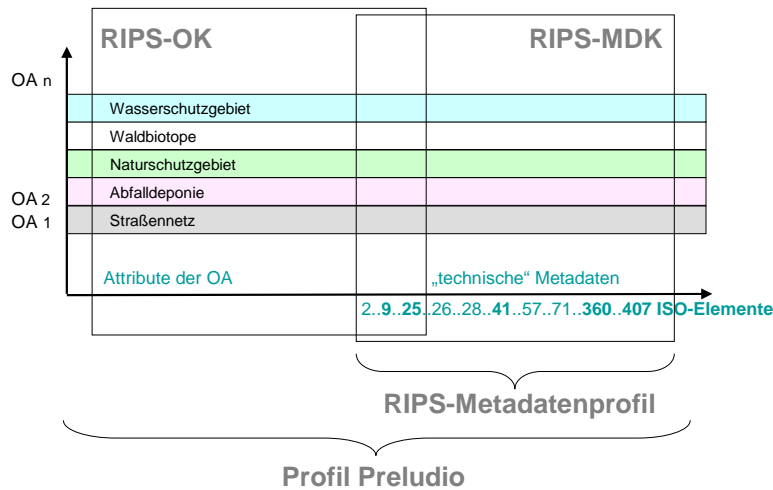 RIPS-OK
RIPS-MDK
OA n
Wasserschutzgebiet
Waldbiotope
Naturschutzgebiet
Abfalldeponie
OA 2
OA 1
Straßennetz
Attribute der OA
„technische“ Metadaten
2..9..25..26..28..41..57..71..360..407 ISO-Elemente
RIPS-Metadatenprofil
Profil Preludio